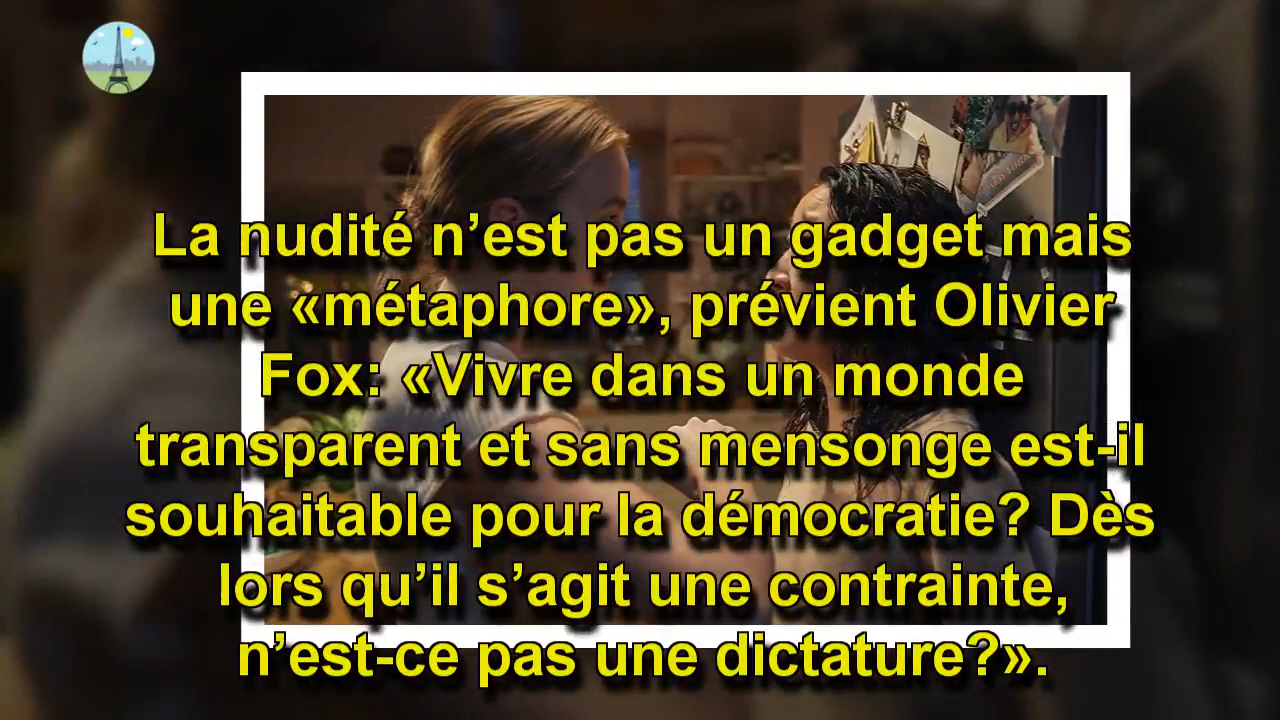 La nudité n’est pas un gadget mais
une «métaphore», prévient Olivier
Fox: «Vivre dans un monde
transparent et sans mensonge est-il
souhaitable pour la démocratie? Dès
lors qu’il s’agit une contrainte,
n’est-ce pas une dictature?».